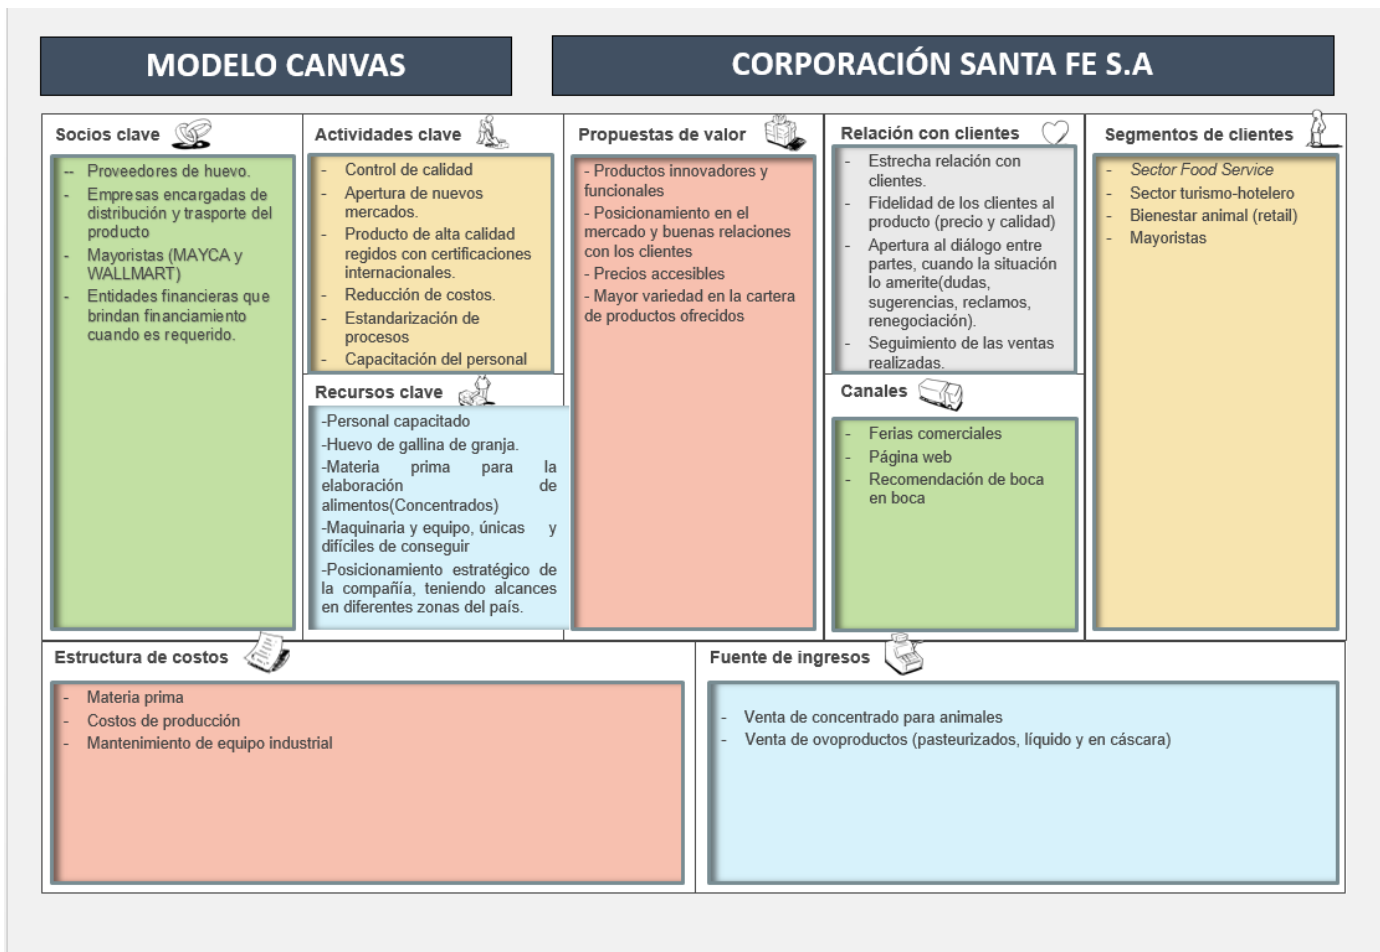 MODELO CANVAS
CORPORACIÓN SANTA FE S.A
Socios clave
-- Proveedores de huevo.
- Empresas encargadas de
distribución y trasporte del
producto
- Mayoristas (MAYCA y
WALLMART)
- Entidades financieras que
brindan financiamiento
cuando es requerido.
Actividades clave
- Control de calidad
- Apertura de nuevos
mercados.
- Producto de alta calidad
regidos con certificaciones
internacionales.
- Reducción de costos.
- Estandarización de
procesos
- Capacitación del personal
Recursos clave
-Personal capacitado
-Huevo de gallina de granja.
-Materia prima para la
elaboración de
alimentos(Concentrados)
-Maquinaria y equipo, únicas y
difíciles de conseguir
-Posicionamiento estratégico de
la compañía, teniendo alcances
en diferentes zonas del país.
Propuestas de valor
- Productos innovadores y
funcionales
- Posicionamiento en el
mercado y buenas relaciones
con los clientes
- Precios accesibles
- Mayor variedad en la cartera
de productos ofrecidos
Relación con clientes
- Estrecha relación con
clientes.
- Fidelidad de los clientes al
producto (precio y calidad)
- Apertura al diálogo entre
partes, cuando la situación
lo amerite(dudas,
sugerencias, reclamos,
renegociación).
- Seguimiento de las ventas
realizadas.
Canales
- Ferias comerciales
- Página web
- Recomendación de boca
en boca
Segmentos de clientes
- Sector Food Service
- Sector turismo-hotelero
- Bienestar animal (retail)
- Mayoristas
Estructura de costos
- Materia prima
- Costos de producción
- Mantenimiento de equipo industrial
Fuente de ingresos
- Venta de concentrado para animales
- Venta de ovoproductos (pasteurizados, líquido y en cáscara)